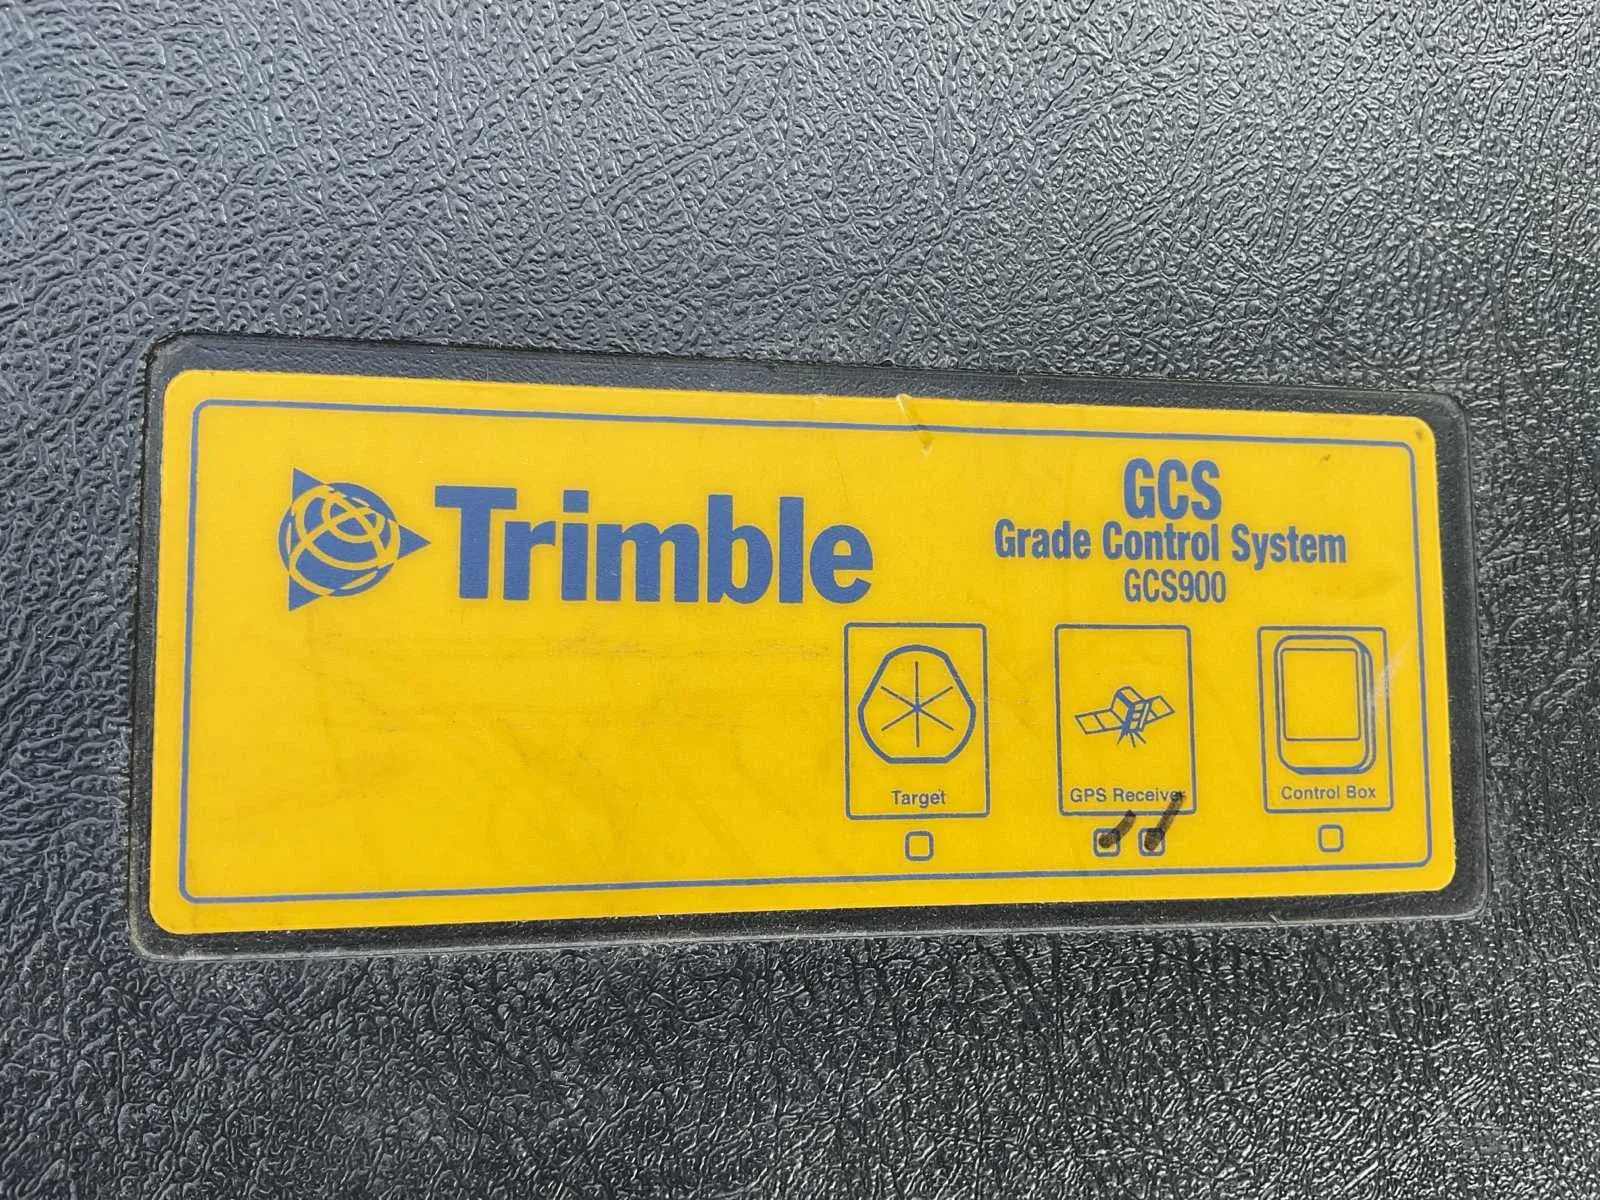 Trimble
GCS
Grade Control System
GCS900
Target
GPS Receiver
Control Box